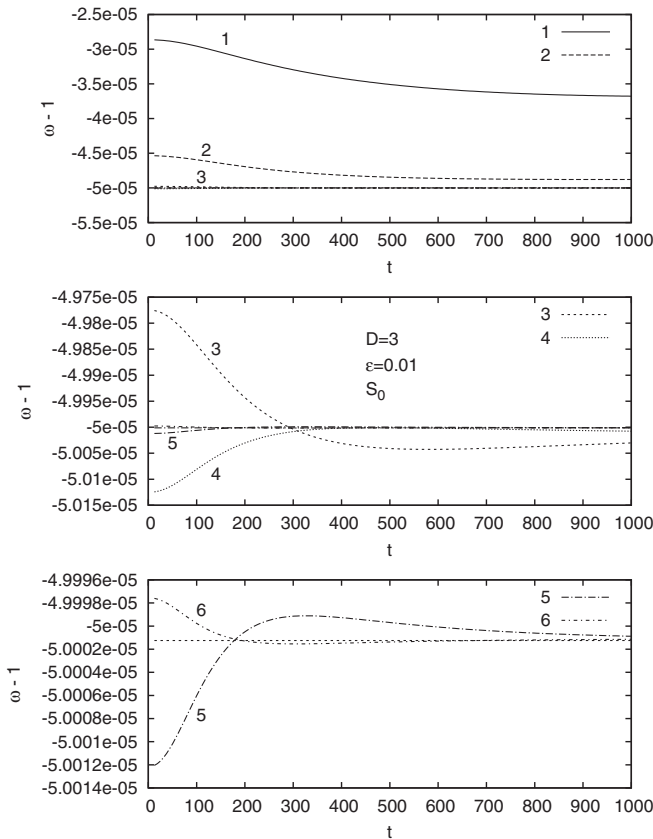 -2.5e-05
-3e-05
-3.5e-05
-4e-05
-4.5e-05
-5e-05
-5.5e-05
ω - 1
1
2
3
1
2
0 100 200 300 400 500 600 700 800 900 1000
t
-4.975e-05
-4.98e-05
-4.985e-05
-4.99e-05
-4.995e-05
-5e-05
-5.005e-05
-5.01e-05
-5.015e-05
ω - 1
3
5
4
D=3
ε=0.01
S0
3
4
0 100 200 300 400 500 600 700 800 900 1000
t
-4.9996e-05
-4.9998e-05
-5e-05
-5.0002e-05
-5.0004e-05
-5.0006e-05
-5.0008e-05
-5.001e-05
-5.0012e-05
-5.0014e-05
ω - 1
6
5
5
6
0 100 200 300 400 500 600 700 800 900 1000
t